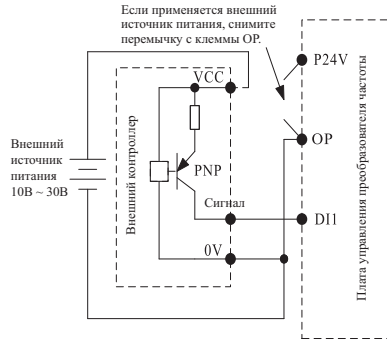 Если применяется внешний
источник питания, снимите
перемычку с клеммы OP.
VCC
P24V
OP
Внешний
источник
питания
10В ~ 30В
Внешний контроллер
PNP
Сигнал
DI1
0V
Плата управления преобразователя частоты